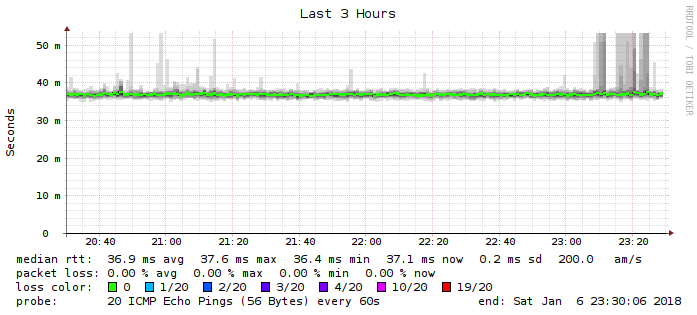 Last 3 Hours
RRDTOOL / TOBI OETIKER
Seconds
50 m
40 m
30 m
20 m
10 m
0
20:40 21:00 21:20 21:40 22:00 22:20 22:40 23:00 23:20
median rtt: 36.9 ms avg 37.6 ms max 36.4 ms min 37.1 ms now 0.2 ms sd 200.0 am/s
packet loss: 0.00 % avg 0.00 % max 0.00 % min 0.00 % now
loss color: 0 1/20 2/20 3/20 4/20 10/20 19/20
probe: 20 ICMP Echo Pings (56 Bytes) every 60s end: Sat Jan 6 23:30:06 2018